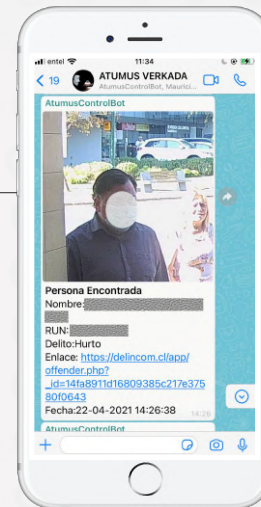 entel 11:34
19 ATUMUS VERKADA
AtumusControlBot, Maurici...
AtumusControlBot
Persona Encontrada
Nombre:
RUN:
Delito:Hurto
Enlace: https://delincom.cl/app/
offender.php?
_id=14fa8911d16809385c217e375
80f0643
Fecha:22-04-2021 14:26:38 14:26
AtumusControlBot